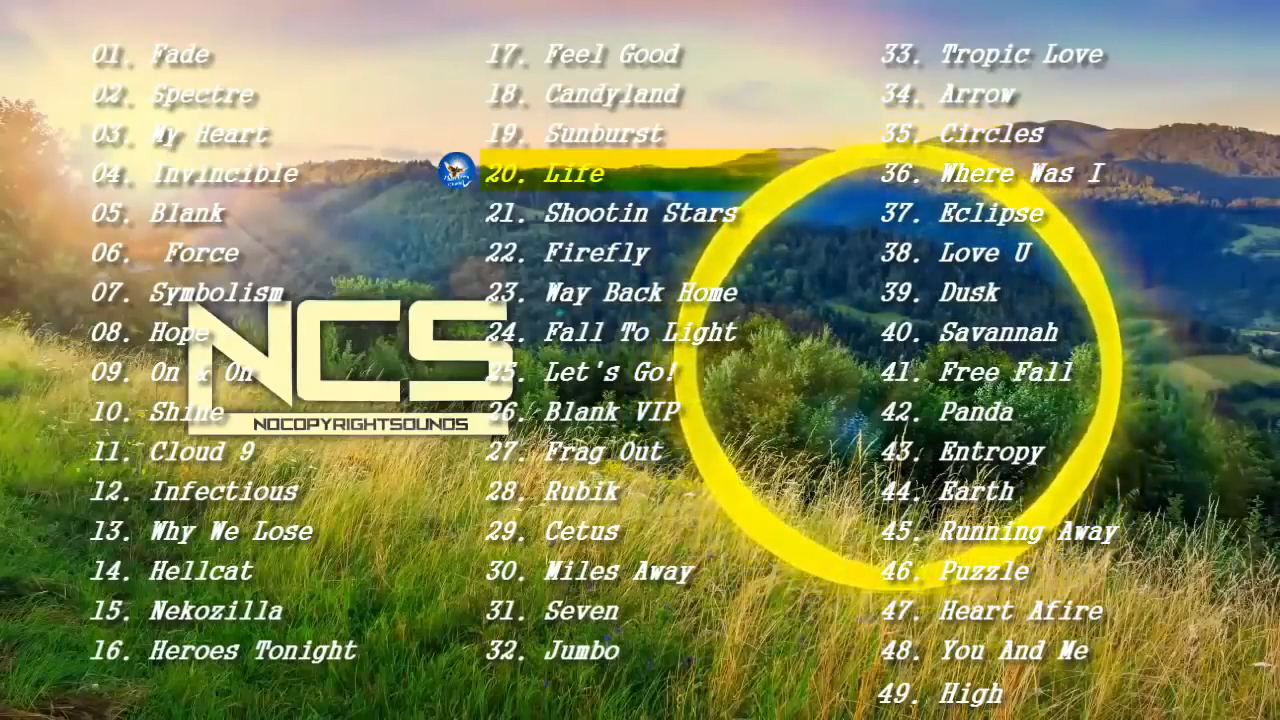 01. Fade
02 Spectre
03. My Heart
04. Invincible
05. Blank
06. Force
07. Symbolism
08. Hope
09. On & On
10. Shine
11. Cloud 9
12. Infectious
13. Why We Lose
14. Hellcat
15. Nekozilla
16. Heroes Tonight
17. Feel Good
18. Candyland
19. Sunburst
20. Life
21. Shootin Stars
22. Firefly
23. Way Back Home
24. Fall To Light
25. Let's Go!
26. Blank VIP
27. Frag Out
28. Rubik
29. Cetus
30. Miles Away
31. Seven
32. Jumbo
33. Tropic Love
34. Arrow
35. Circles
36. Where Was I
37. Eclipse
38. Love U
39. Dusk
40. Savannah
41. Free Fall
42. Panda
43. Entropy
44. Earth
45. Running Away
46. Puzzle
47. Heart Afire
48. You And Me
49. High
NCS
NOCOPYRIGHTSOUNDS